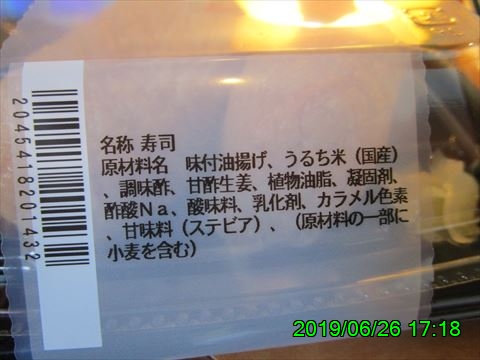 2045418201432
名称 寿司
原材料名 味付油揚げ、うるち米(国産)
、調味酢、甘酢生姜、植物油脂、凝固剤、
酢酸Na、酸味料、乳化剤、カラメル色素
、甘味料(ステビア)、(原材料の一部に
小麦を含む)
2019/06/26 17:18